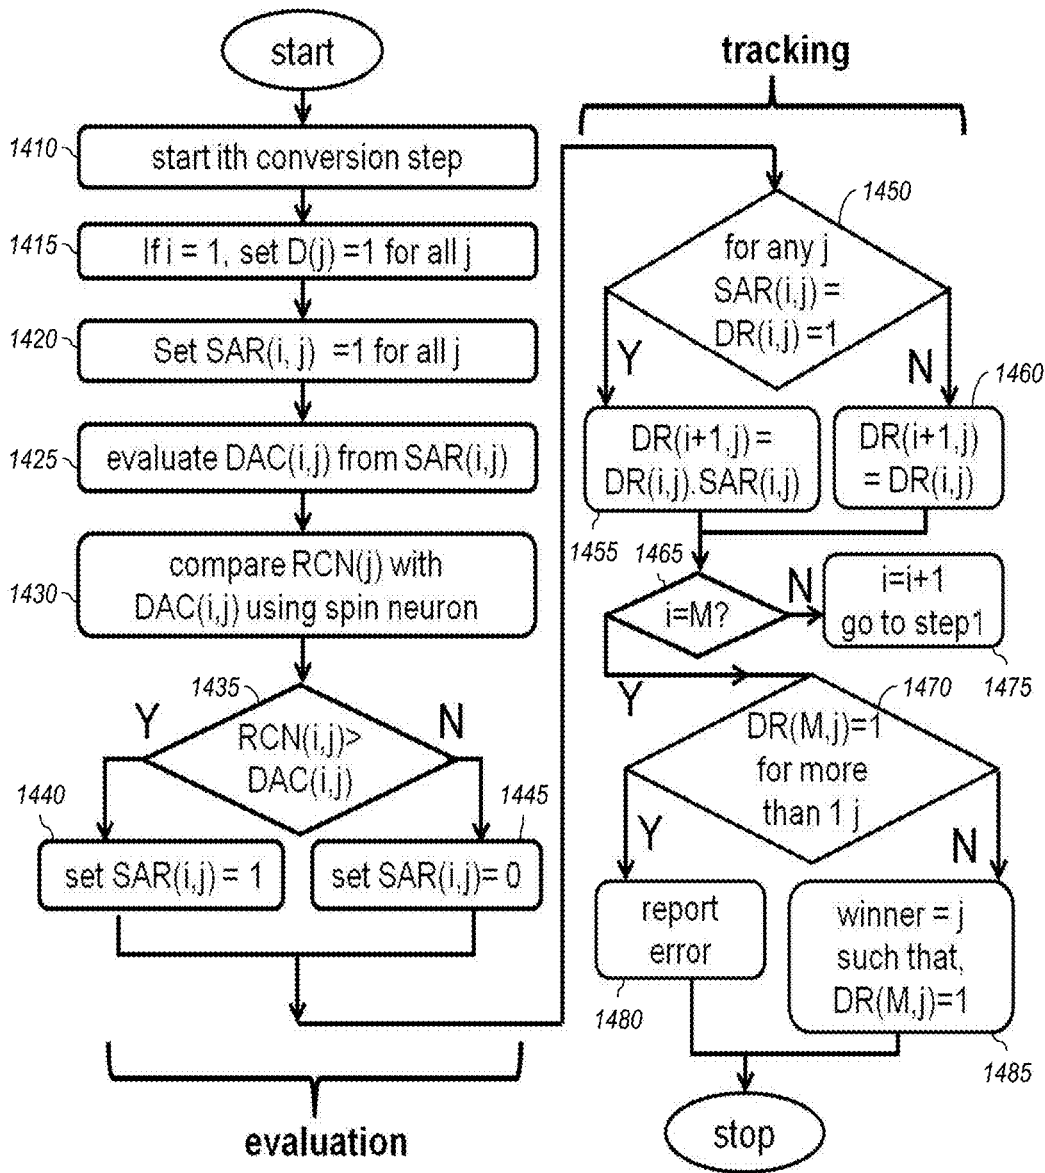 start
1410
start ith conversion step
1415
If i = 1, set D(j) =1 for all j
1420
Set SAR(i, j) =1 for all j
1425
evaluate DAC(i,j) from SAR(i,j)
1430
compare RCN(j) with
DAC(i,j) using spin neuron
1435
Y
N
RCN(i,j)>
DAC(i,j)
1440
1445
set SAR(i,j) = 1
set SAR(i,j)= 0
evaluation
tracking
1450
for any j
SAR(i,j) =
DR(i,j) =1
Y
N
1460
DR(i+1,j) =
DR(i,j).SAR(i,j)
DR(i+1,j)
= DR(i,j)
1455
1465
i=M?
N
i=i+1
go to step1
1475
Y
1470
DR(M,j)=1
for more
than 1 j
Y
N
report
error
1480
winner = j
such that,
DR(M,j)=1
1485
stop